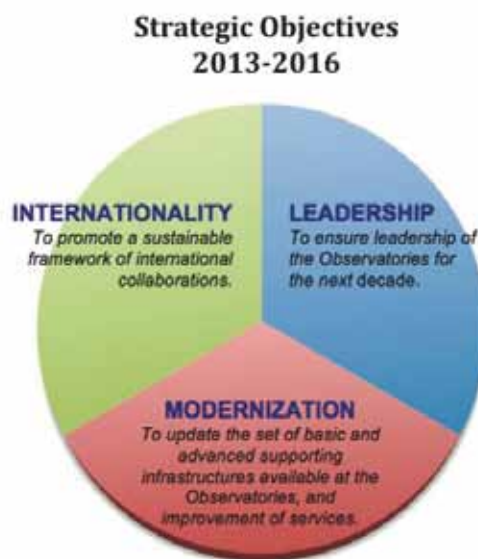 Strategic Objectives
2013-2016
INTERNATIONALITY
To promote a sustainable
framework of international
collaborations.
LEADERSHIP
To ensure leadership of
the Observatories for
the next decade.
MODERNIZATION
To update the set of basic and
advanced supporting
infrastructures available at the
Observatories, and
improvement of services.